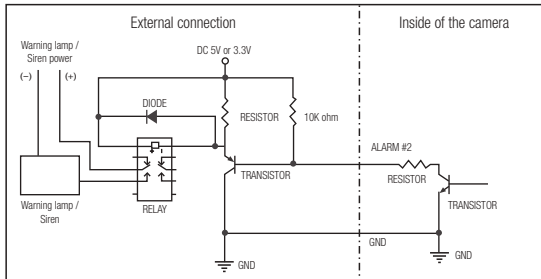 External connection
Inside of the camera
Warning lamp /
Siren power
(−)
(+)
DC 5V or 3.3V
DIODE
RESISTOR
10K ohm
ALARM #2
RESISTOR
TRANSISTOR
TRANSISTOR
RELAY
Warning lamp /
Siren
GND
GND
GND